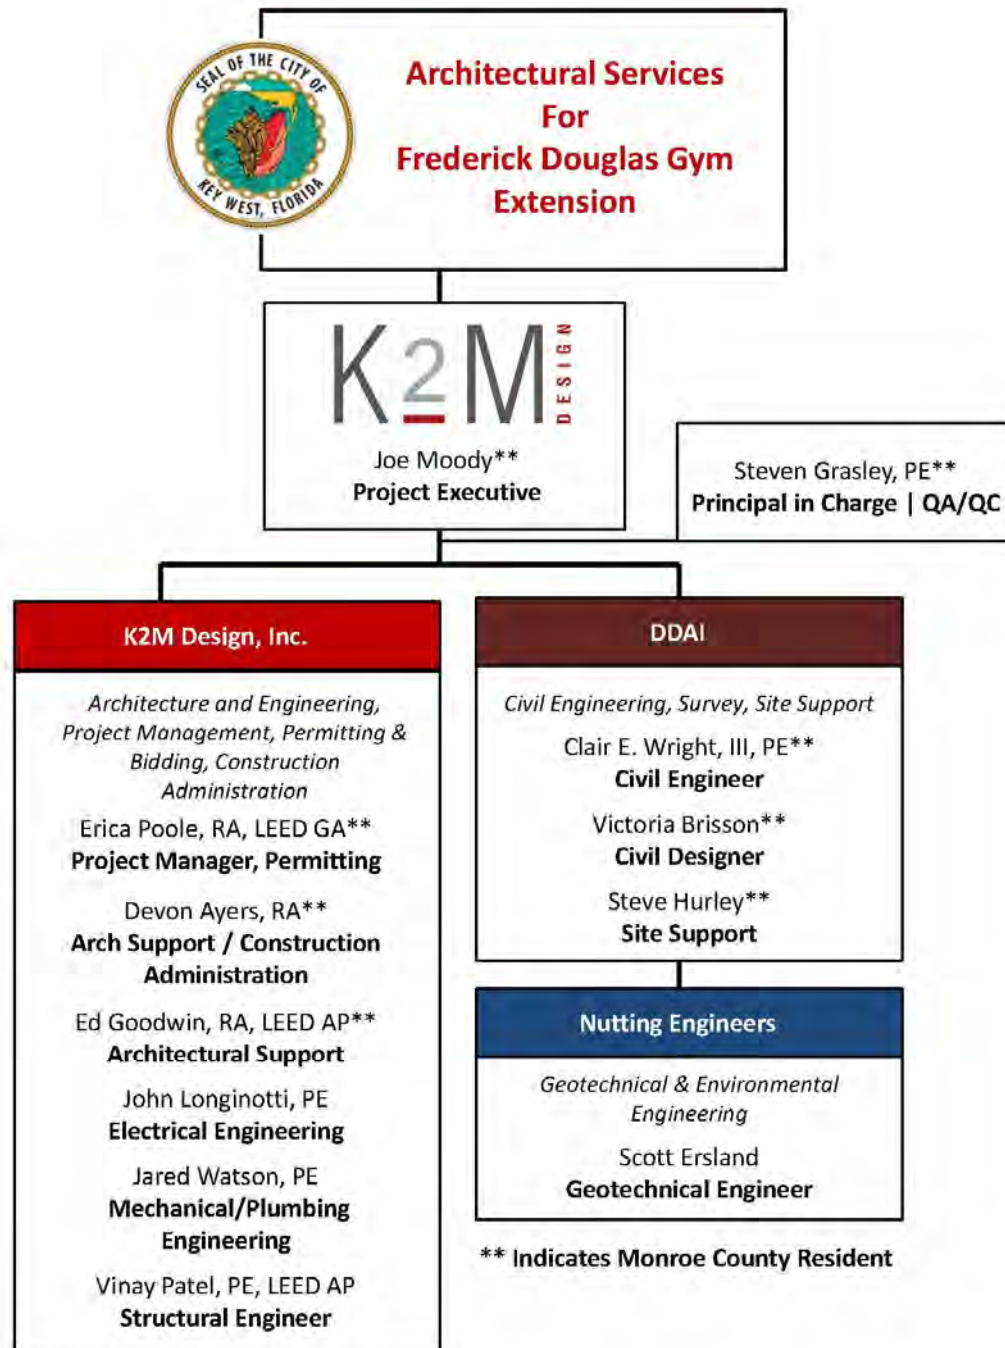 SEAL OF THE CITY OF
KEY WEST, FLORIDA
Architectural Services
For
Frederick Douglas Gym
Extension
K2M
DESIGN
Joe Moody**
Project Executive
Steven Grasley, PE**
Principal in Charge | QA/QC
K2M Design, Inc.
Architecture and Engineering,
Project Management, Permitting &
Bidding, Construction
Administration
Erica Poole, RA, LEED GA**
Project Manager, Permitting
Devon Ayers, RA**
Arch Support / Construction
Administration
Ed Goodwin, RA, LEED AP**
Architectural Support
John Longinotti, PE
Electrical Engineering
Jared Watson, PE
Mechanical/Plumbing
Engineering
Vinay Patel, PE, LEED AP
Structural Engineer
DDAI
Civil Engineering, Survey, Site Support
Clair E. Wright, III, PE**
Civil Engineer
Victoria Brisson**
Civil Designer
Steve Hurley**
Site Support
Nutting Engineers
Geotechnical & Environmental
Engineering
Scott Ersland
Geotechnical Engineer
** Indicates Monroe County Resident